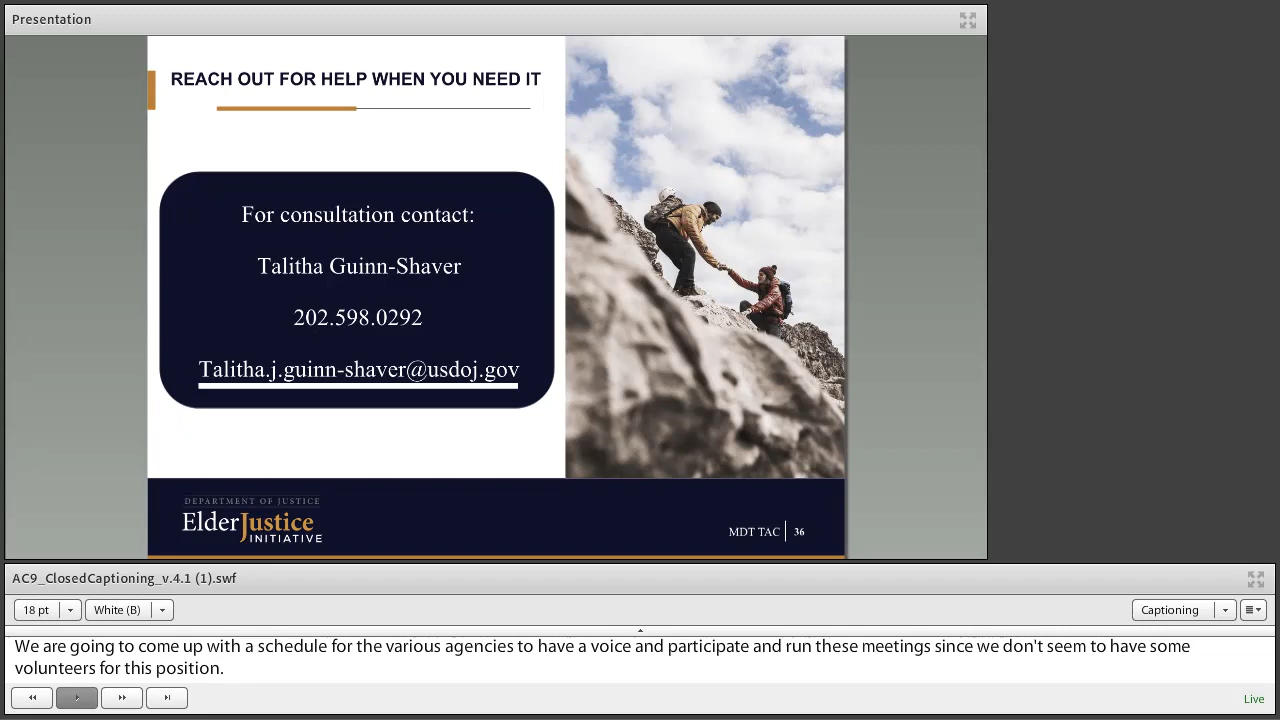 Presentation
REACH OUT FOR HELP WHEN YOU NEED IT
For consultation contact:
Talitha Guinn-Shaver
202.598.0292
Talitha.j.guinn-shaver@usdoj.gov
DEPARTMENT OF JUSTICE
ElderJustice
INITIATIVE
MDT TAC 36
AC9_ClosedCaptioning_v.4.1 (1).swf
18 pt White (B) Captioning
We are going to come up with a schedule for the various agencies to have a voice and participate and run these meetings since we don't seem to have some
volunteers for this position.
Live